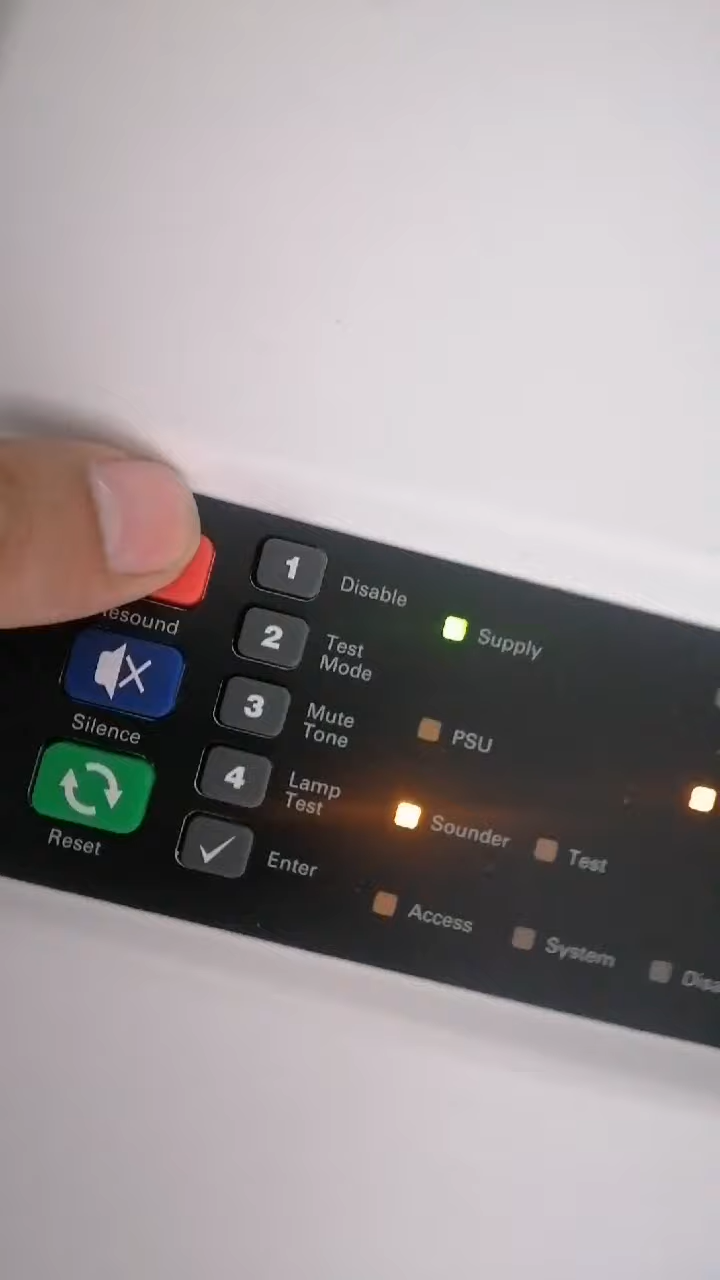 1
Disable
Supply
esound
2
Test
Mode
Silence
3
Mute
Tone
PSU
Reset
4
Lamp
Test
Sounder
Test
Enter
Access
System
Disa